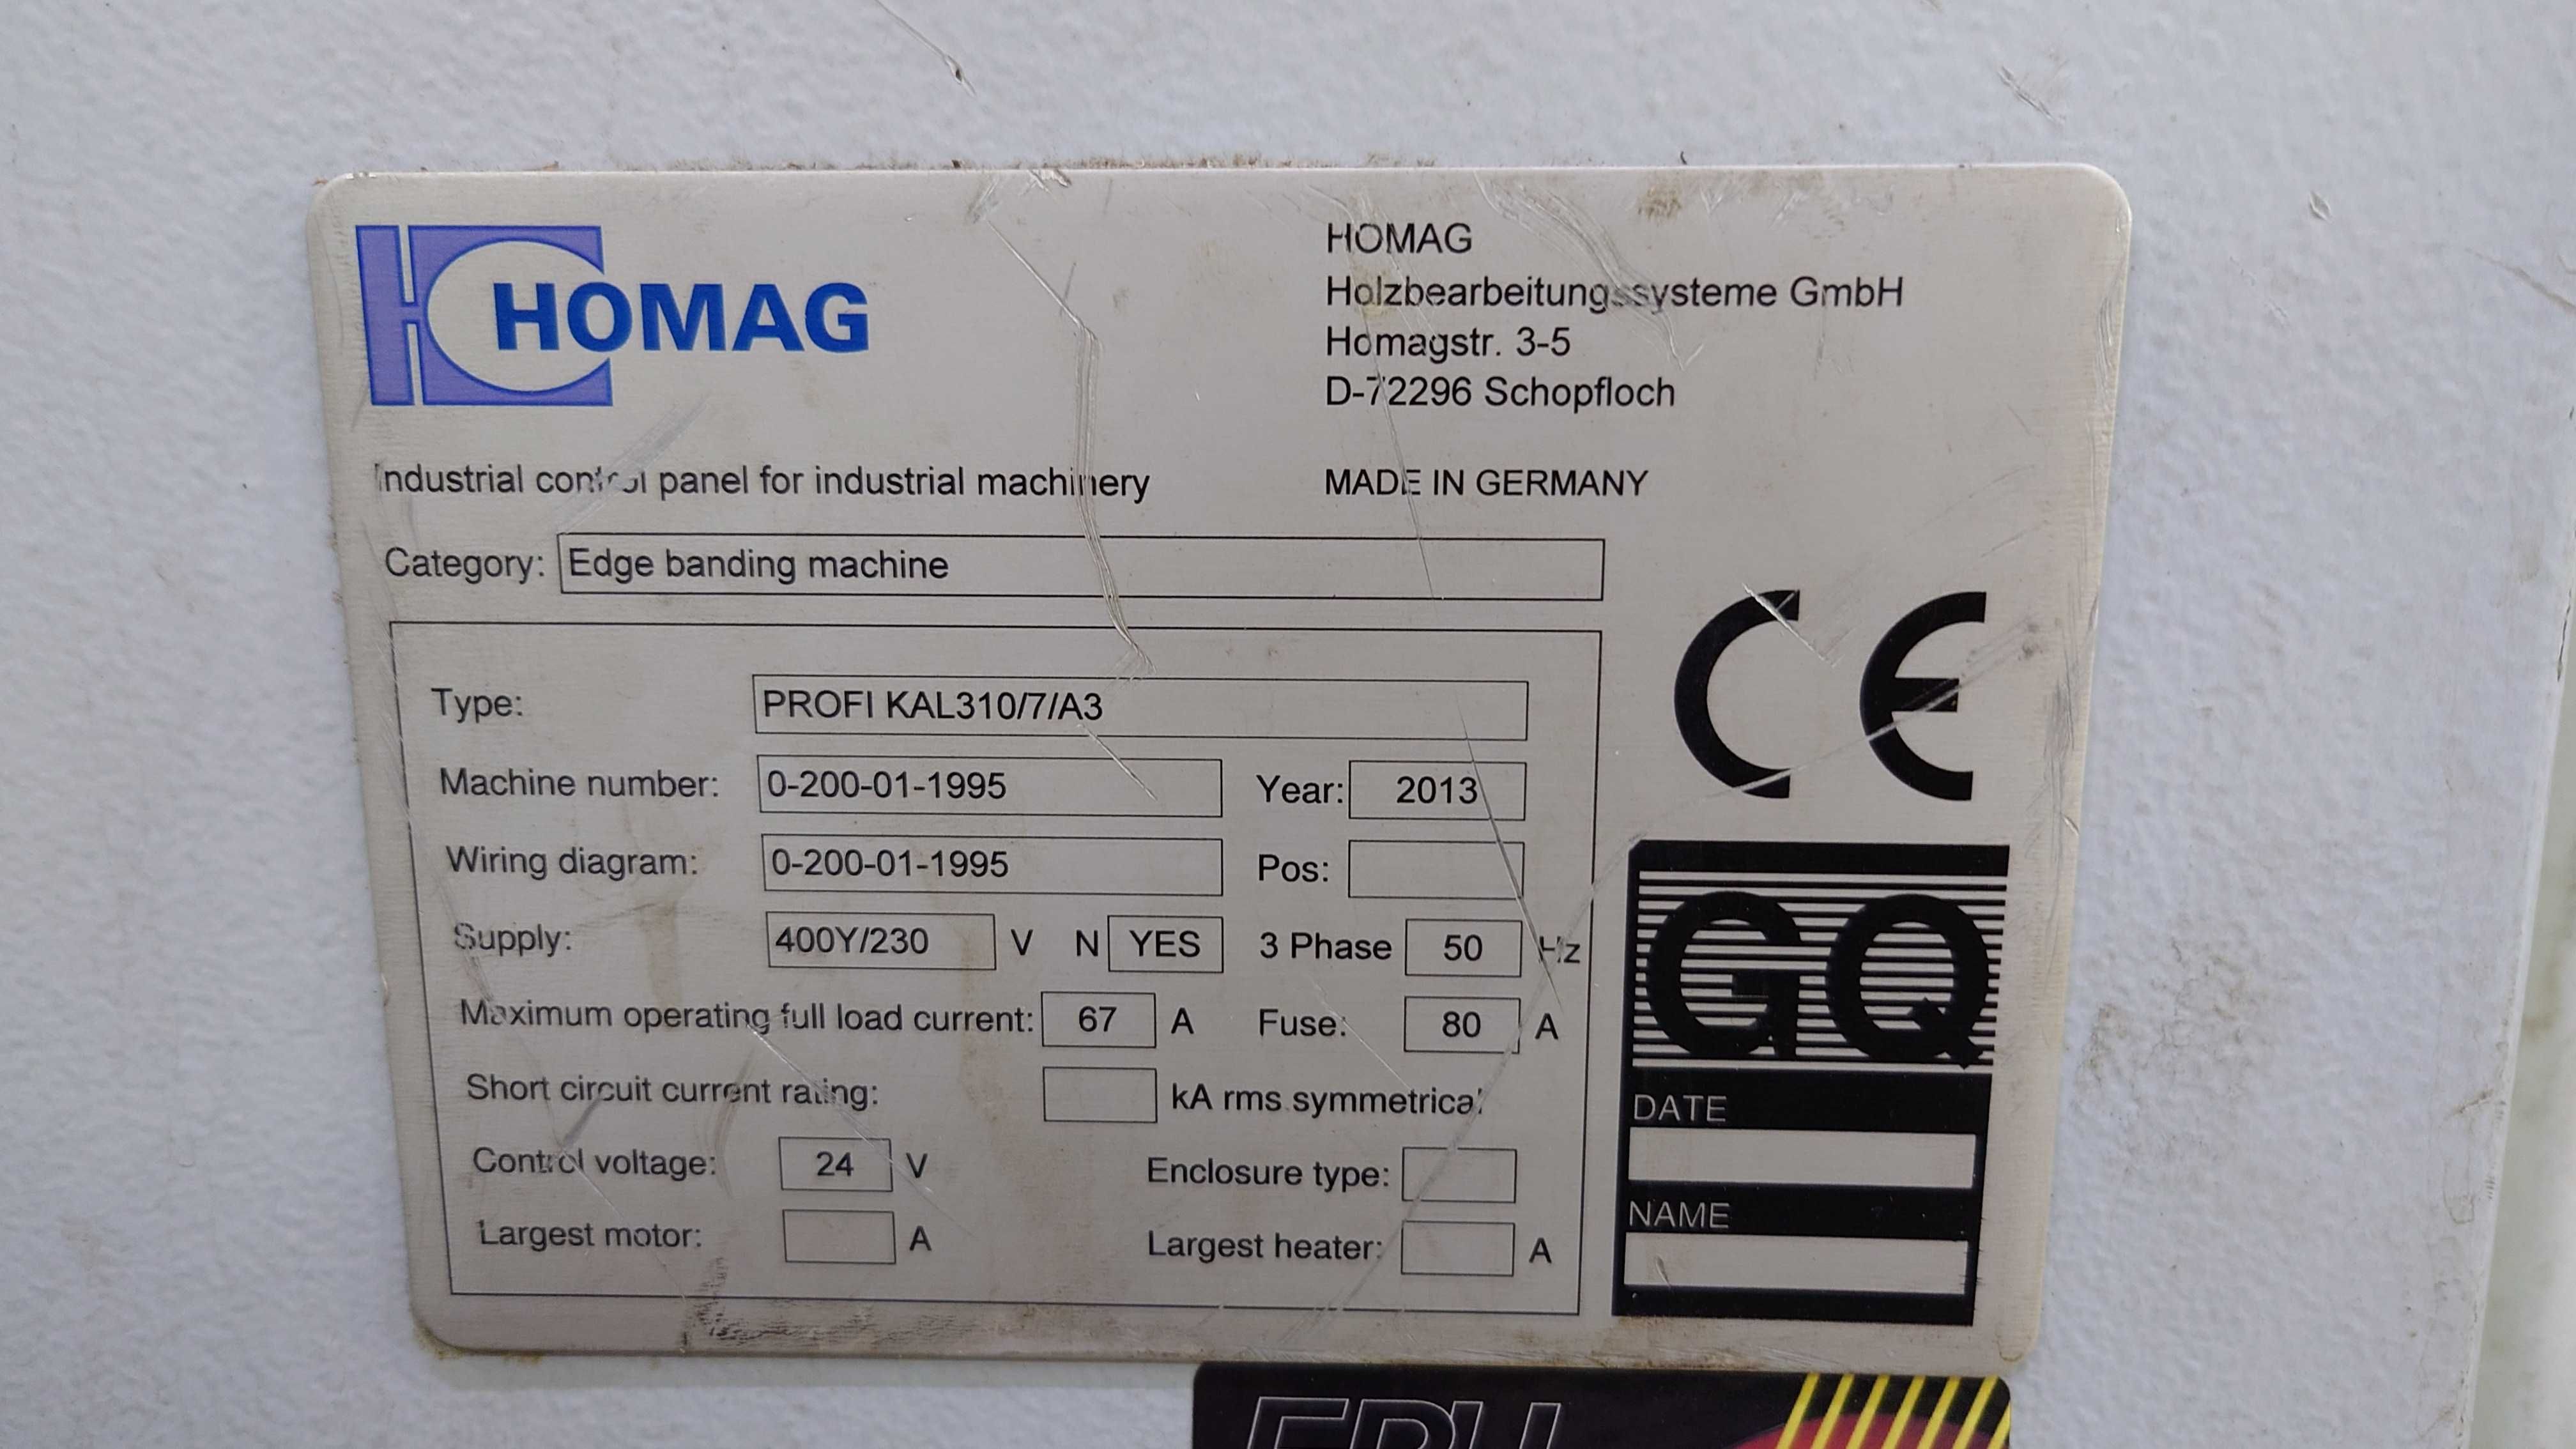 HOMAG
HOMAG
Holzbearbeitungssysteme GmbH
Homagstr. 3-5
D-72296 Schopfloch
Industrial control panel for industrial machinery
MADE IN GERMANY
Category: Edge banding machine
CE
Type: PROFI KAL310/7/A3
Machine number: 0-200-01-1995 Year: 2013
Wiring diagram: 0-200-01-1995 Pos:
Supply: 400Y/230 V N YES 3 Phase 50 Hz
Maximum operating full load current: 67 A Fuse: 80 A
Short circuit current rating: kA rms symmetrical
Control voltage: 24 V Enclosure type:
Largest motor: A Largest heater: A
GQ
DATE
NAME